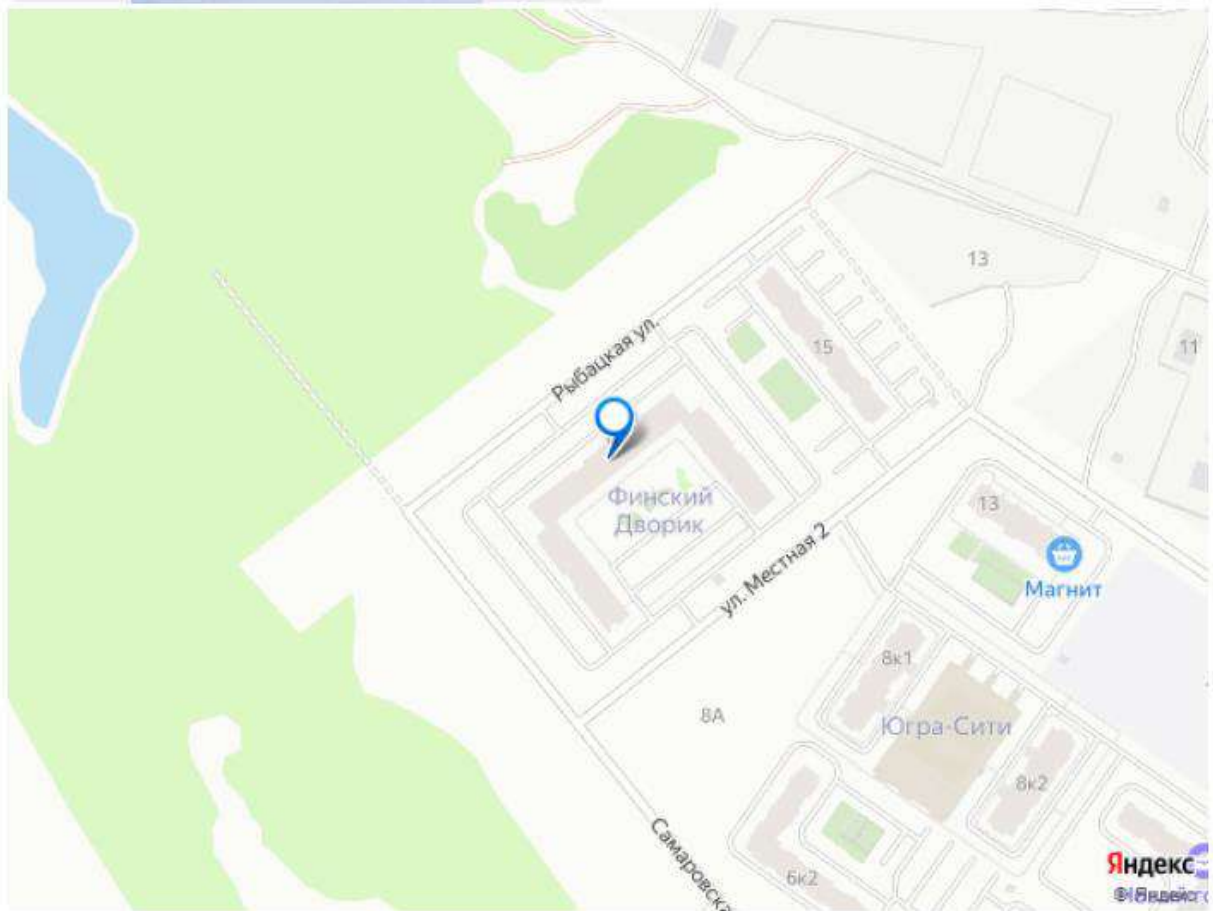 13
11
15
Рыбацкая ул.
Финский
Дворик
13
Магнит
ул. Местная 2
8к1
8А
Югра-Сити
8к2
6к2
Яндекс